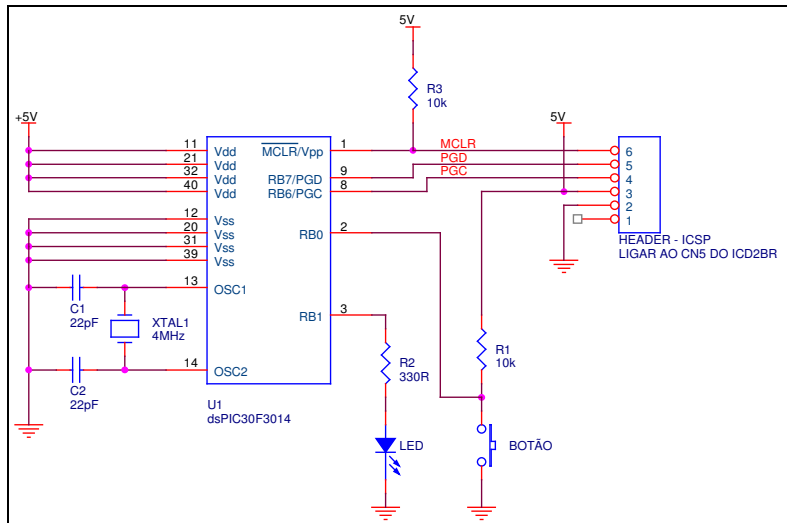 5V
R3
10k
+5V
5V
11
Vdd
21
Vdd
32
Vdd
40
Vdd
12
Vss
20
Vss
31
Vss
39
Vss
13
OSC1
14
OSC2
MCLR/Vpp
1
RB7/PGD
9
RB6/PGC
8
RB0
2
RB1
3
MCLR
PGD
PGC
6
5
4
3
2
1
HEADER - ICSP
LIGAR AO CN5 DO ICD2BR
C1
22pF
XTAL1
4MHz
C2
22pF
R2
330R
R1
10k
U1
dsPIC30F3014
LED
BOTÃO